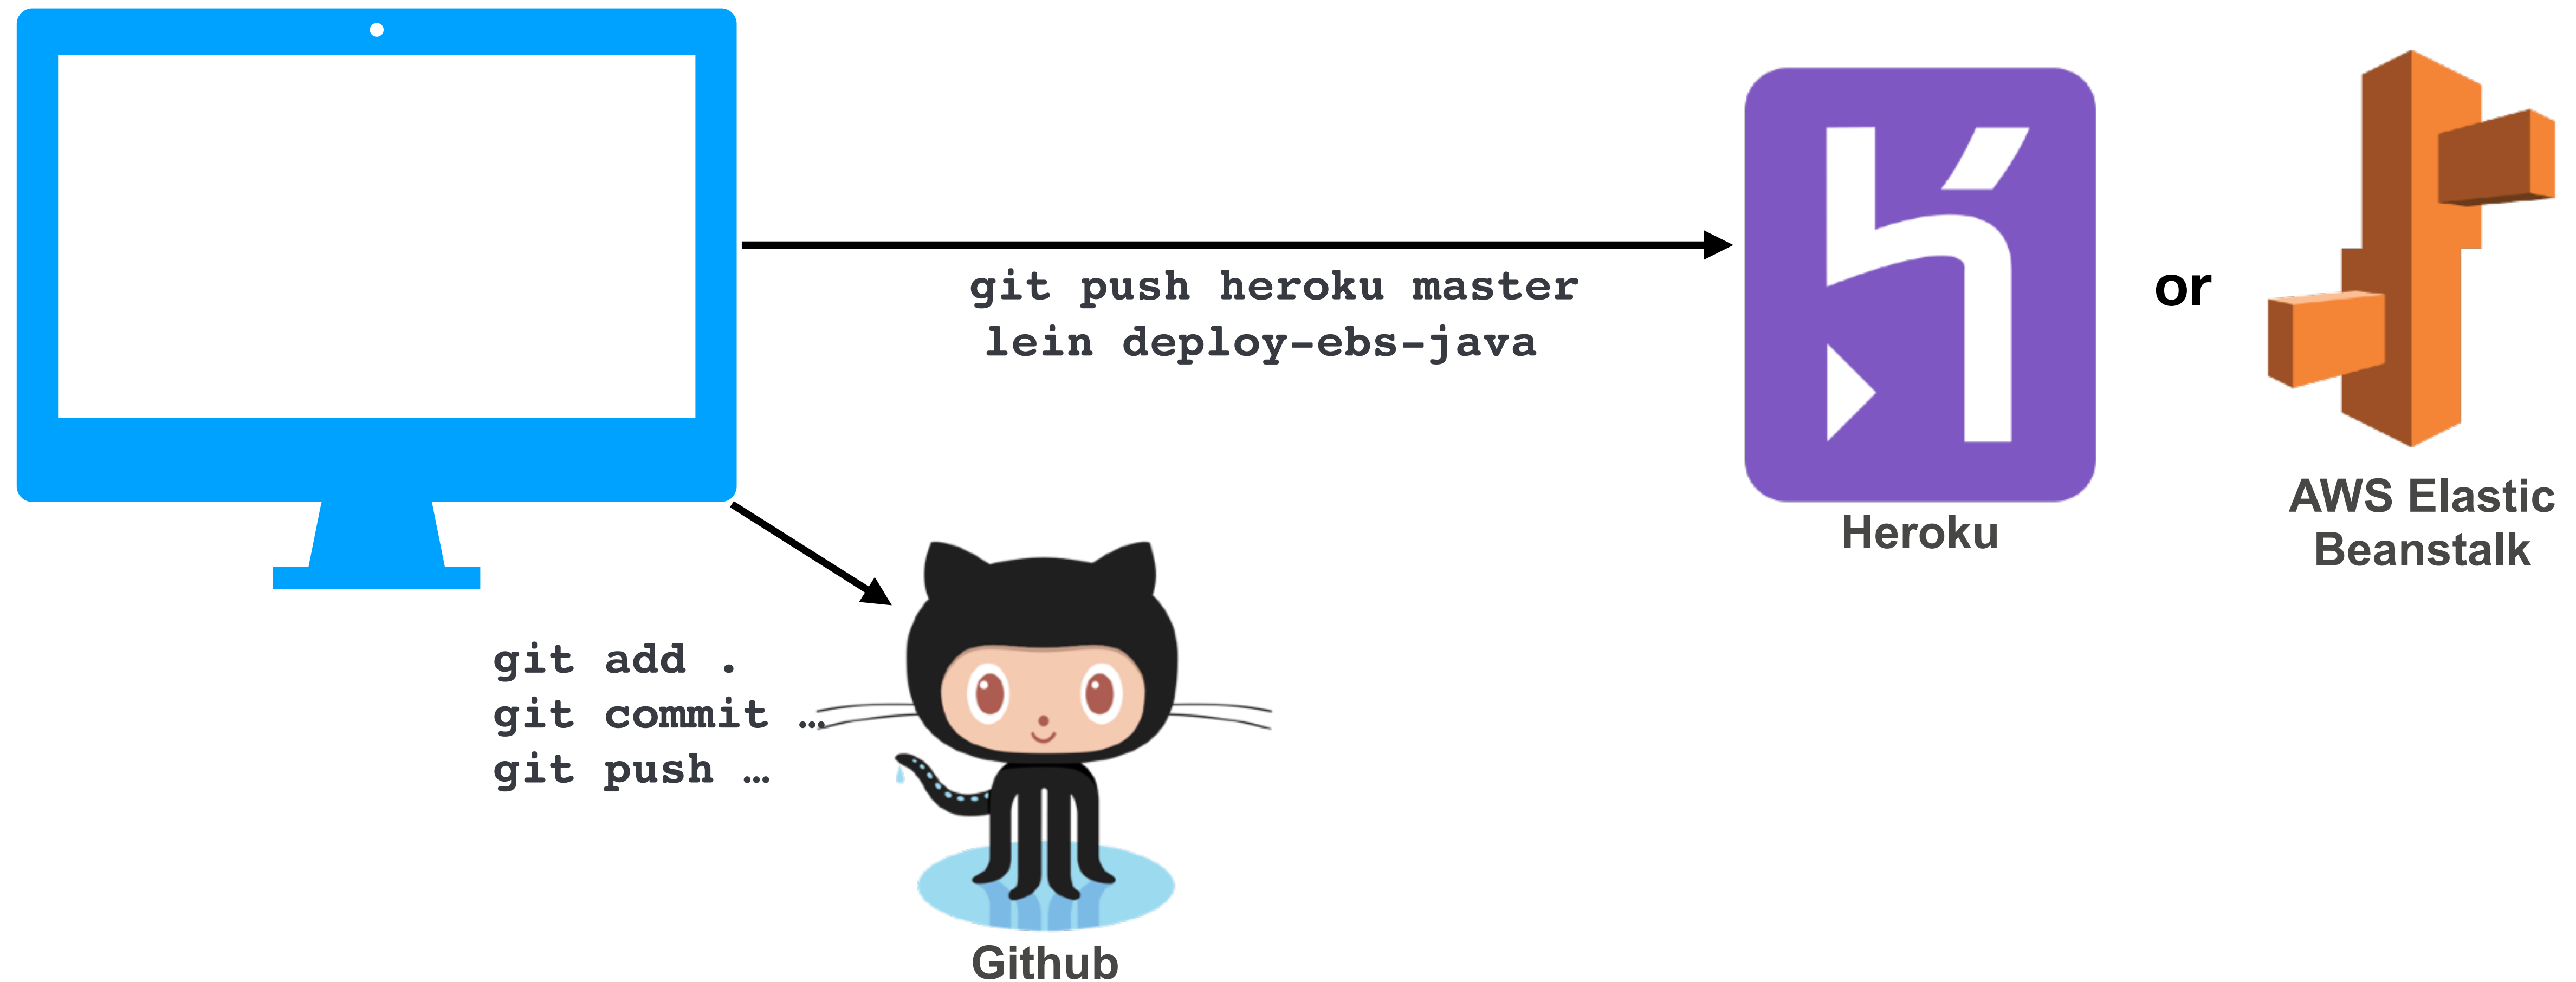 git push heroku master
lein deploy-ebs-java
or
Heroku
AWS Elastic
Beanstalk
git add .
git commit …
git push …
Github